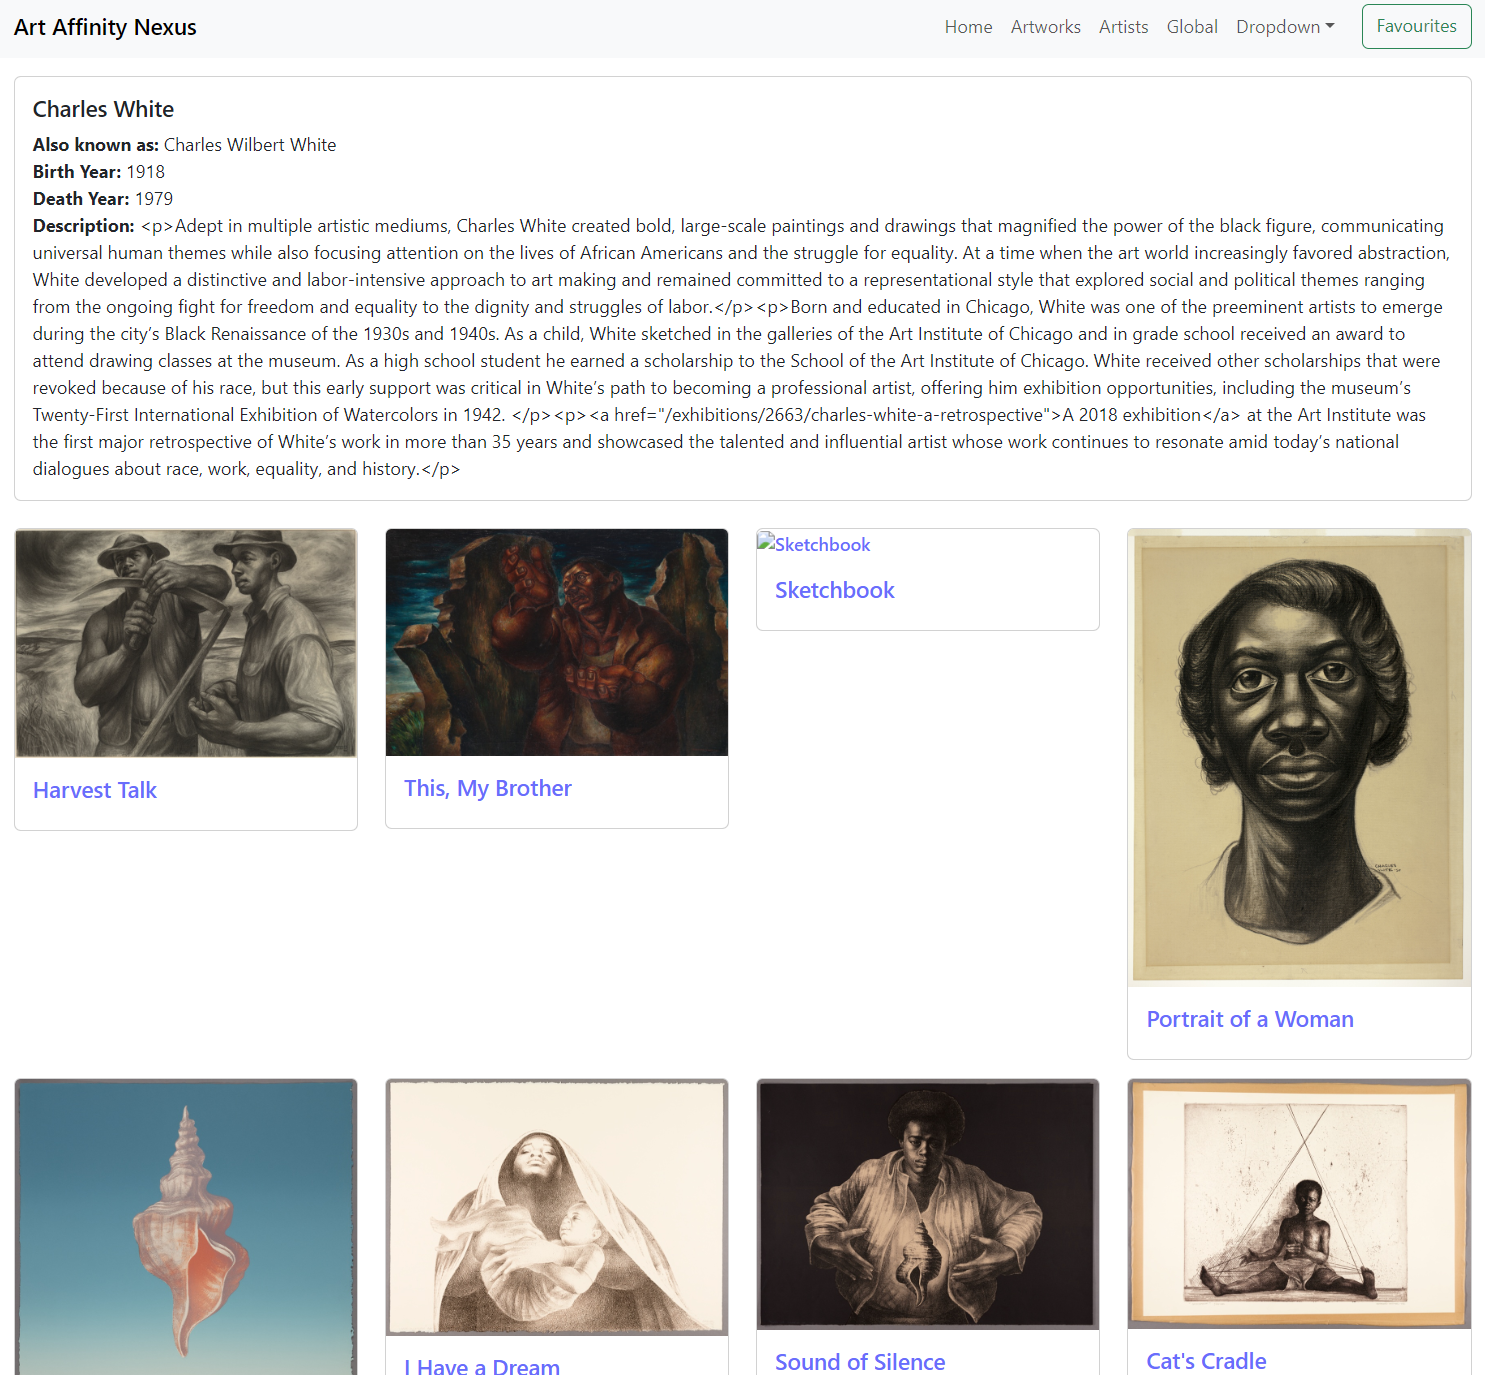 Art Affinity Nexus
Home Artworks Artists Global Dropdown Favourites
Charles White
Also known as: Charles Wilbert White
Birth Year: 1918
Death Year: 1979
Description: <p>Adept in multiple artistic mediums, Charles White created bold, large-scale paintings and drawings that magnified the power of the black figure, communicating
universal human themes while also focusing attention on the lives of African Americans and the struggle for equality. At a time when the art world increasingly favored abstraction,
White developed a distinctive and labor-intensive approach to art making and remained committed to a representational style that explored social and political themes ranging
from the ongoing fight for freedom and equality to the dignity and struggles of labor.</p><p>Born and educated in Chicago, White was one of the preeminent artists to emerge
during the city’s Black Renaissance of the 1930s and 1940s. As a child, White sketched in the galleries of the Art Institute of Chicago and in grade school received an award to
attend drawing classes at the museum. As a high school student he earned a scholarship to the School of the Art Institute of Chicago. White received other scholarships that were
revoked because of his race, but this early support was critical in White’s path to becoming a professional artist, offering him exhibition opportunities, including the museum’s
Twenty-First International Exhibition of Watercolors in 1942. </p><p><a href="/exhibitions/2663/charles-white-a-retrospective">A 2018 exhibition</a> at the Art Institute was
the first major retrospective of White’s work in more than 35 years and showcased the talented and influential artist whose work continues to resonate amid today’s national
dialogues about race, work, equality, and history.</p>
Harvest Talk
This, My Brother
Sketchbook
Sketchbook
CHARLES
WHITE
Portrait of a Woman
I Have a Dream
Sound of Silence
Cat's Cradle